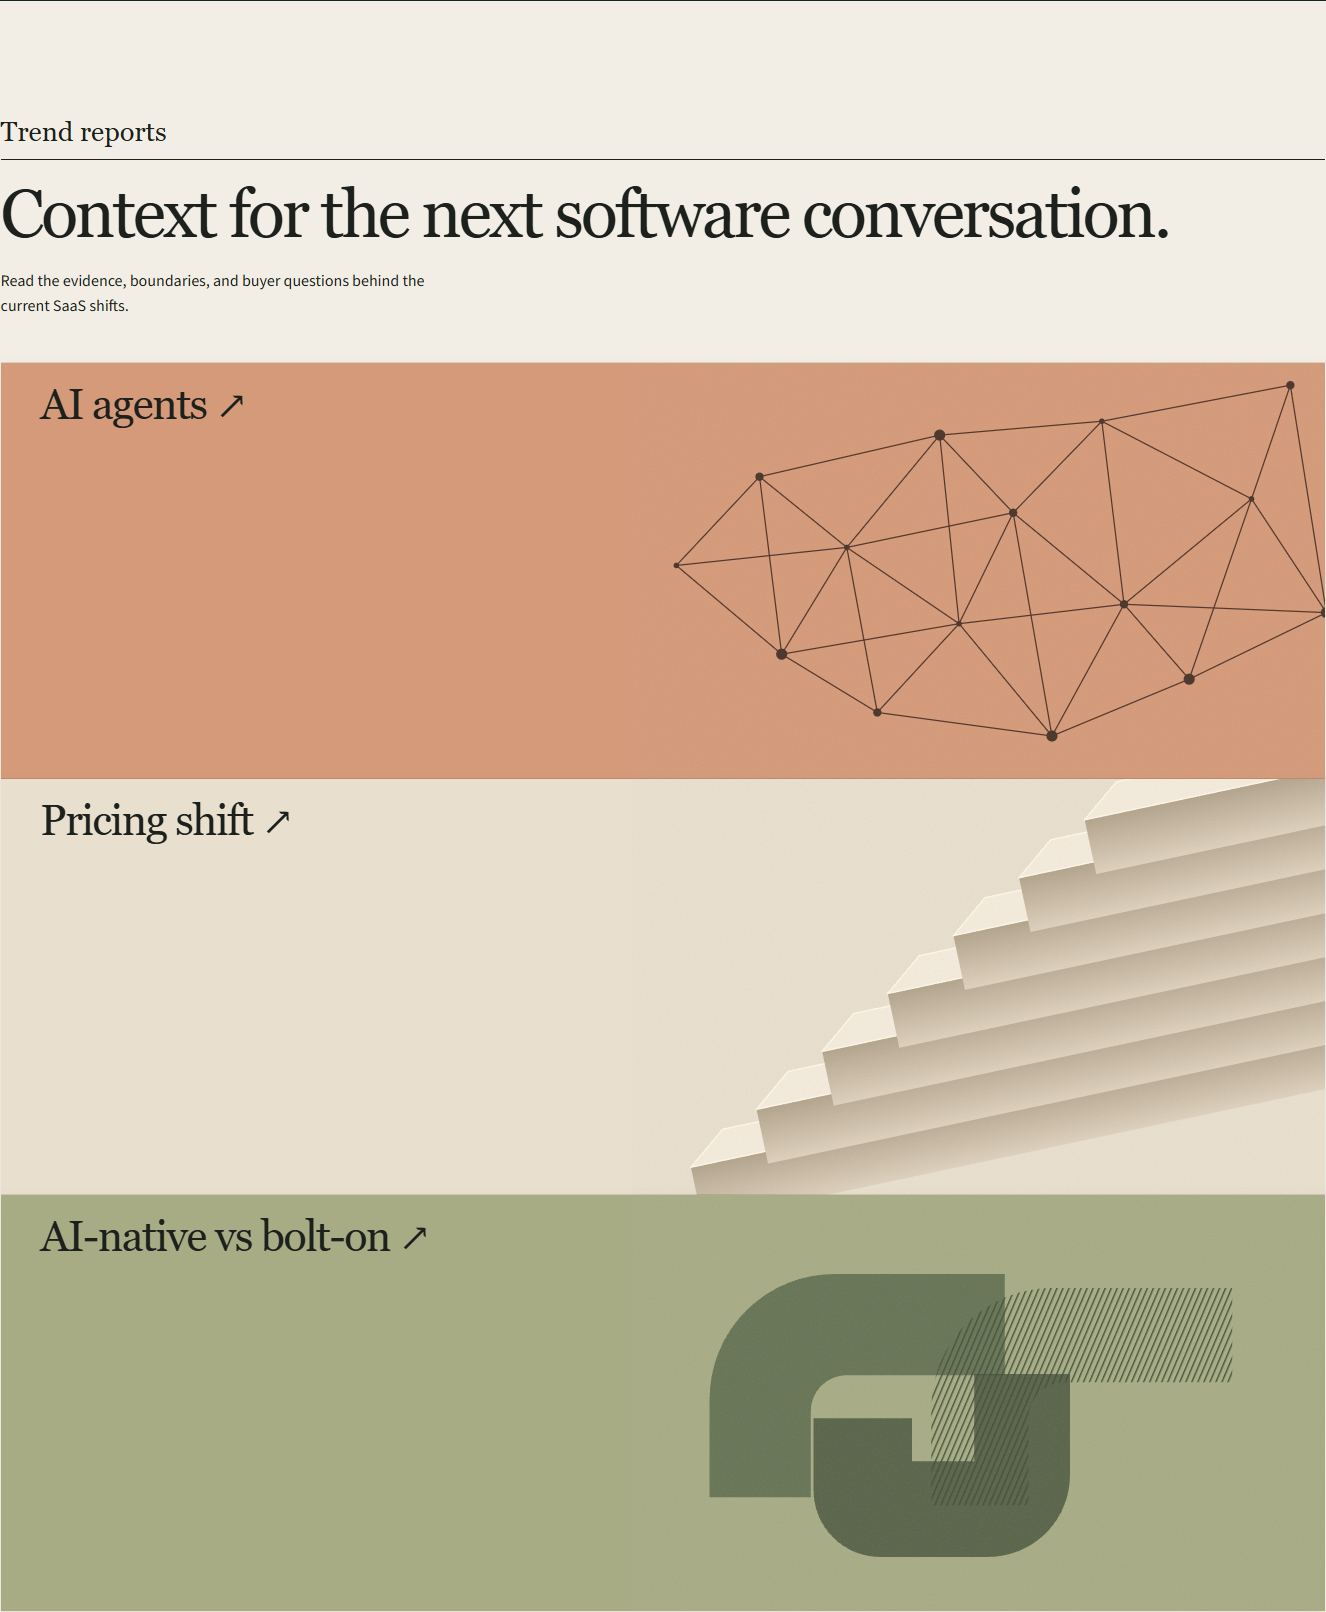 Trend reports
Context for the next software conversation.
Read the evidence, boundaries, and buyer questions behind the
current SaaS shifts.
AI agents ↗
Pricing shift ↗
AI-native vs bolt-on ↗